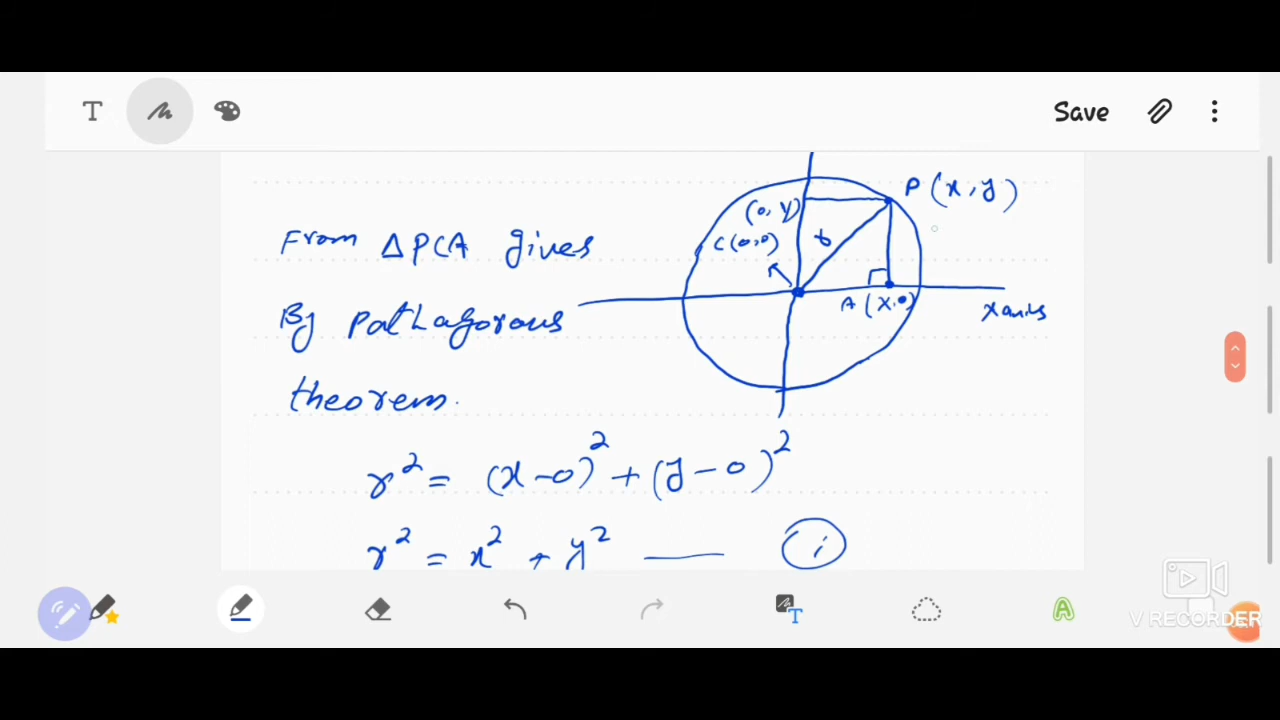 T
Save
P (x, y)
(0, y)
From ΔPCA gives
C (0,0)
r
A (x,0)
x axis
By Pathagorous
theorem.
r² = (x-0)² + (y-0)²
r² = x² + y² —— (i)
T
A
V RECORDER